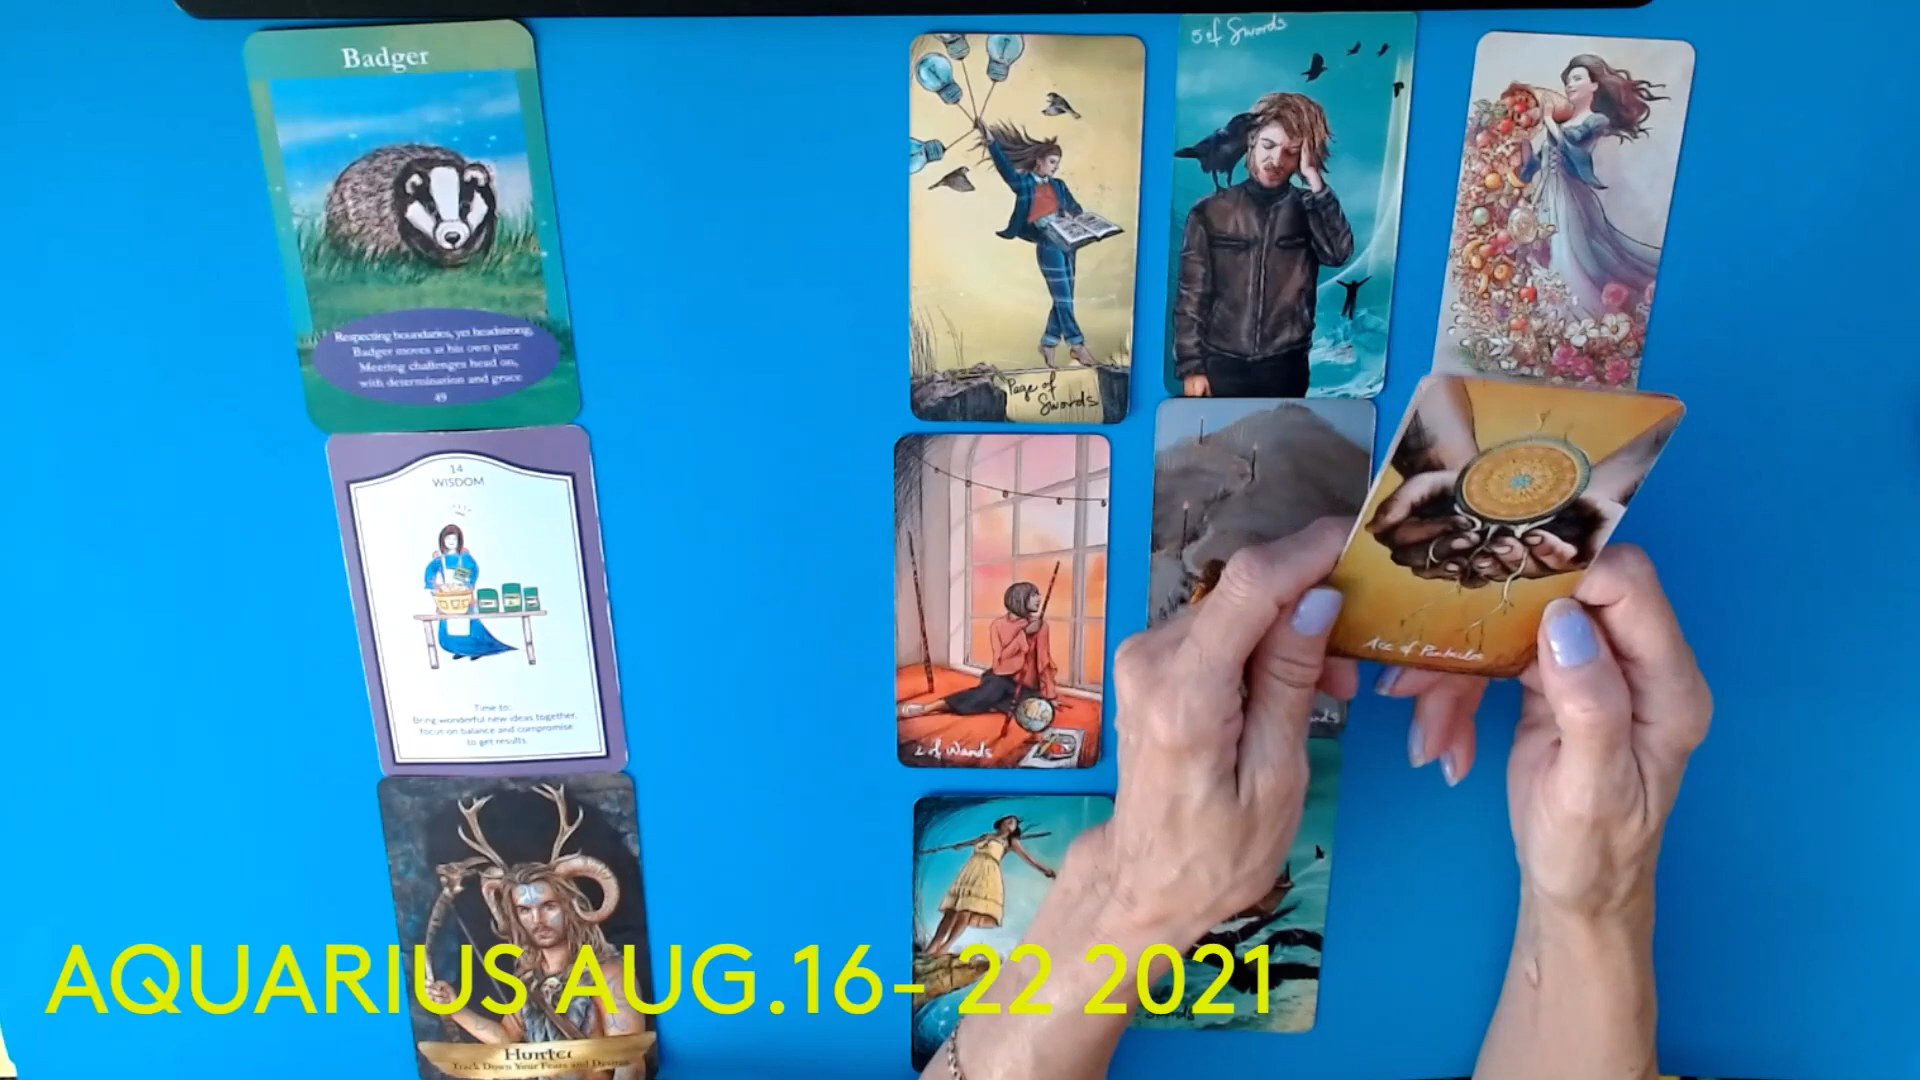 Badger
Respecting boundaries, yet headstrong,
Badger moves at his own pace
Meeting challenges head on,
with determination and grace
49
14
WISDOM
Time to:
Bring wonderful new ideas together,
focus on balance and compromise
to get results.
Hunter
Track Down Your Fears and Desires
Page of
Swords
5 of Swords
2 of Wands
Ace of Pentacles
Swords
AQUARIUS AUG.16- 22 2021